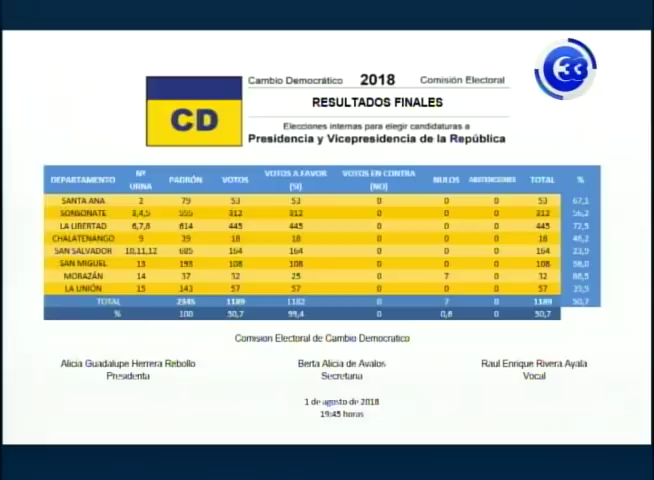 33
CD
Cambio Democrático 2018 Comisión Electoral
RESULTADOS FINALES
Elecciones internas para elegir candidaturas a
Presidencia y Vicepresidencia de la República
DEPARTAMENTO Nº URNA PADRÓN VOTOS VOTOS A FAVOR (SI) VOTOS EN CONTRA (NO) NULOS ABSTENCIONES TOTAL %
SANTA ANA 2 79 53 53 0 0 0 53 67,1
SONSONATE 3,4,5 555 312 312 0 0 0 312 56,2
LA LIBERTAD 6,7,8 614 445 445 0 0 0 445 72,5
CHALATENANGO 9 39 18 18 0 0 0 18 46,2
SAN SALVADOR 10,11,12 685 164 164 0 0 0 164 23,9
SAN MIGUEL 13 193 108 108 0 0 0 108 56,0
MORAZÁN 14 37 32 25 0 7 0 32 86,5
LA UNIÓN 15 143 57 57 0 0 0 57 39,9
TOTAL 2345 1189 1182 0 7 0 1189 50,7
% 100 50,7 99,4 0 0,6 0 50,7
Comision Electoral de Cambio Democratico
Alicia Guadalupe Herrera Rebollo Berta Alicia de Avalos Raul Enrique Rivera Ayala
Presidenta Secretaria Vocal
1 de agosto de 2018
19:45 horas